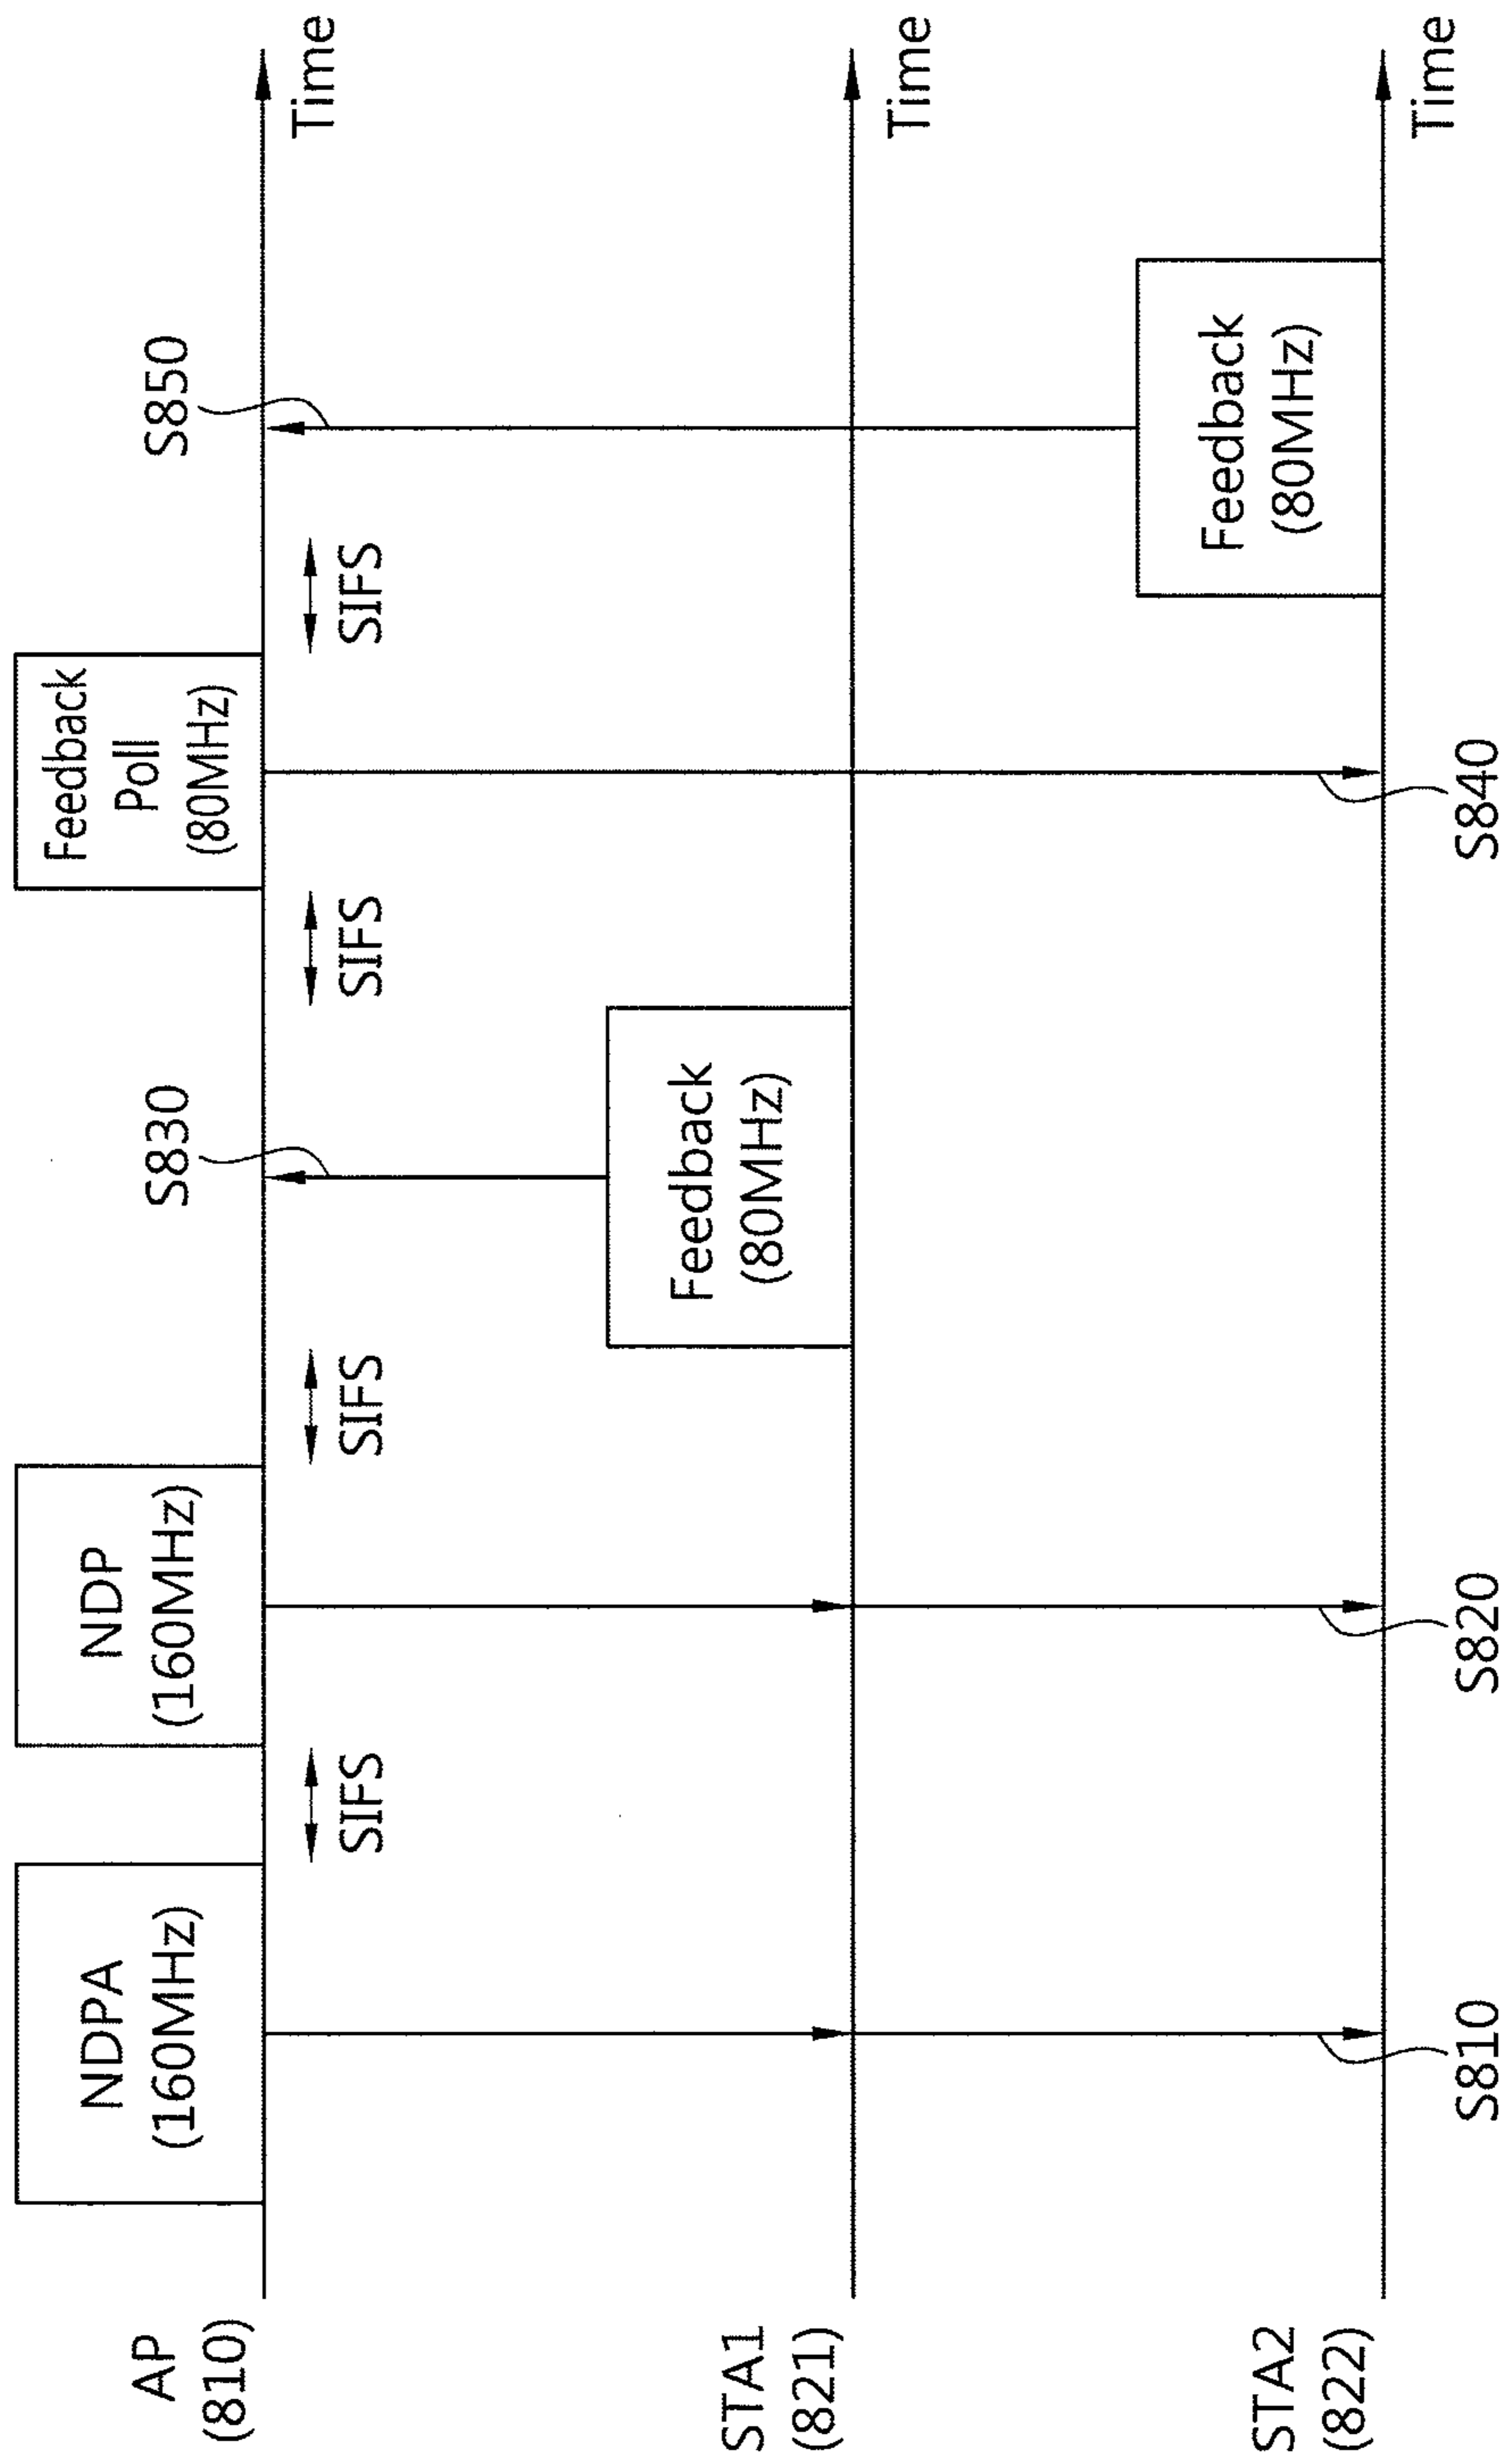 NDPA
(160MHz)
NDP
(160MHz)
Feedback
Poll
(80MHz)
S830
S850
AP
(810)
SIFS
SIFS
SIFS
SIFS
Time
Feedback
(80MHz)
STA1
(821)
Time
Feedback
(80MHz)
STA2
(822)
Time
S810
S820
S840